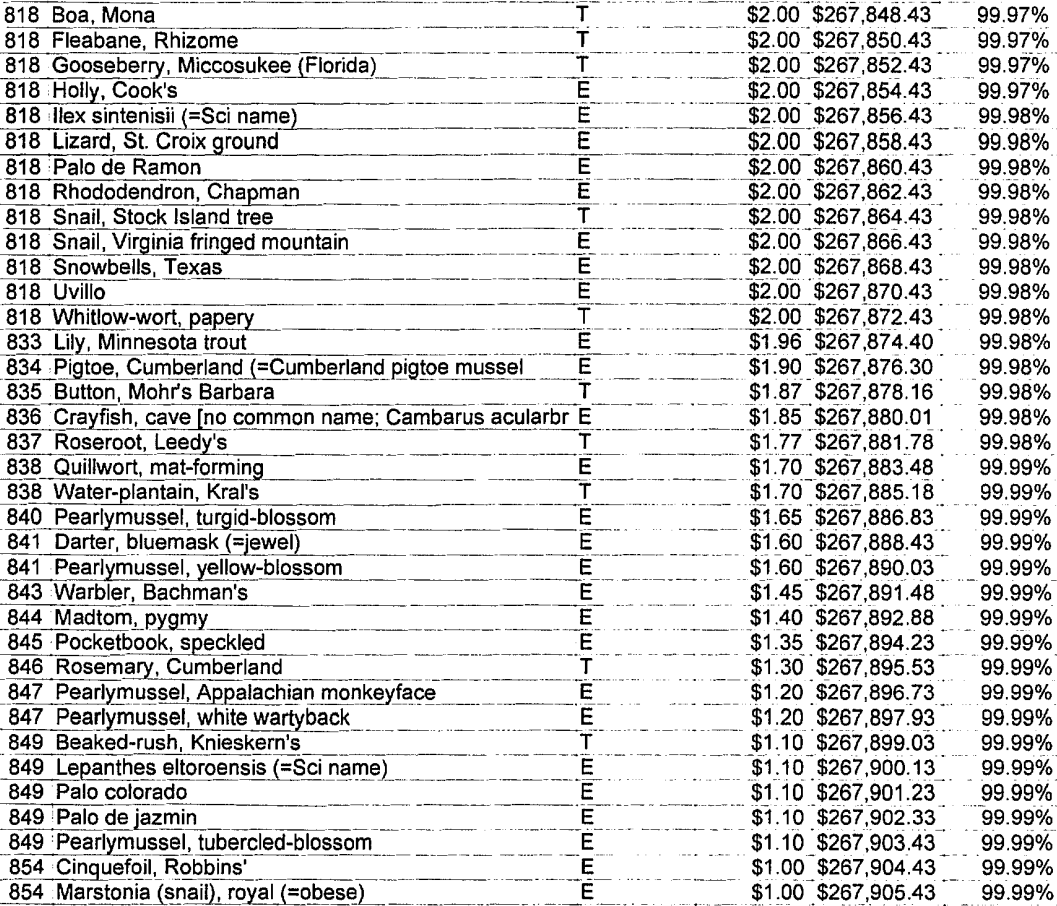 818 Boa, Mona T $2.00 $267,848.43 99.97%
818 Fleabane, Rhizome T $2.00 $267,850.43 99.97%
818 Gooseberry, Miccosukee (Florida) T $2.00 $267,852.43 99.97%
818 Holly, Cook's E $2.00 $267,854.43 99.97%
818 Ilex sintenisii (=Sci name) E $2.00 $267,856.43 99.98%
818 Lizard, St. Croix ground E $2.00 $267,858.43 99.98%
818 Palo de Ramon E $2.00 $267,860.43 99.98%
818 Rhododendron, Chapman E $2.00 $267,862.43 99.98%
818 Snail, Stock Island tree T $2.00 $267,864.43 99.98%
818 Snail, Virginia fringed mountain E $2.00 $267,866.43 99.98%
818 Snowbells, Texas E $2.00 $267,868.43 99.98%
818 Uvillo E $2.00 $267,870.43 99.98%
818 Whitlow-wort, papery T $2.00 $267,872.43 99.98%
833 Lily, Minnesota trout E $1.96 $267,874.40 99.98%
834 Pigtoe, Cumberland (=Cumberland pigtoe mussel E $1.90 $267,876.30 99.98%
835 Button, Mohr's Barbara T $1.87 $267,878.16 99.98%
836 Crayfish, cave [no common name; Cambarus acularbr E $1.85 $267,880.01 99.98%
837 Roseroot, Leedy's T $1.77 $267,881.78 99.98%
838 Quillwort, mat-forming E $1.70 $267,883.48 99.99%
838 Water-plantain, Kral's T $1.70 $267,885.18 99.99%
840 Pearlymussel, turgid-blossom E $1.65 $267,886.83 99.99%
841 Darter, bluemask (=jewel) E $1.60 $267,888.43 99.99%
841 Pearlymussel, yellow-blossom E $1.60 $267,890.03 99.99%
843 Warbler, Bachman's E $1.45 $267,891.48 99.99%
844 Madtom, pygmy E $1.40 $267,892.88 99.99%
845 Pocketbook, speckled E $1.35 $267,894.23 99.99%
846 Rosemary, Cumberland T $1.30 $267,895.53 99.99%
847 Pearlymussel, Appalachian monkeyface E $1.20 $267,896.73 99.99%
847 Pearlymussel, white wartyback E $1.20 $267,897.93 99.99%
849 Beaked-rush, Knieskern's T $1.10 $267,899.03 99.99%
849 Lepanthes eltoroensis (=Sci name) E $1.10 $267,900.13 99.99%
849 Palo colorado E $1.10 $267,901.23 99.99%
849 Palo de jazmin E $1.10 $267,902.33 99.99%
849 Pearlymussel, tubercled-blossom E $1.10 $267,903.43 99.99%
854 Cinquefoil, Robbins' E $1.00 $267,904.43 99.99%
854 Marstonia (snail), royal (=obese) E $1.00 $267,905.43 99.99%